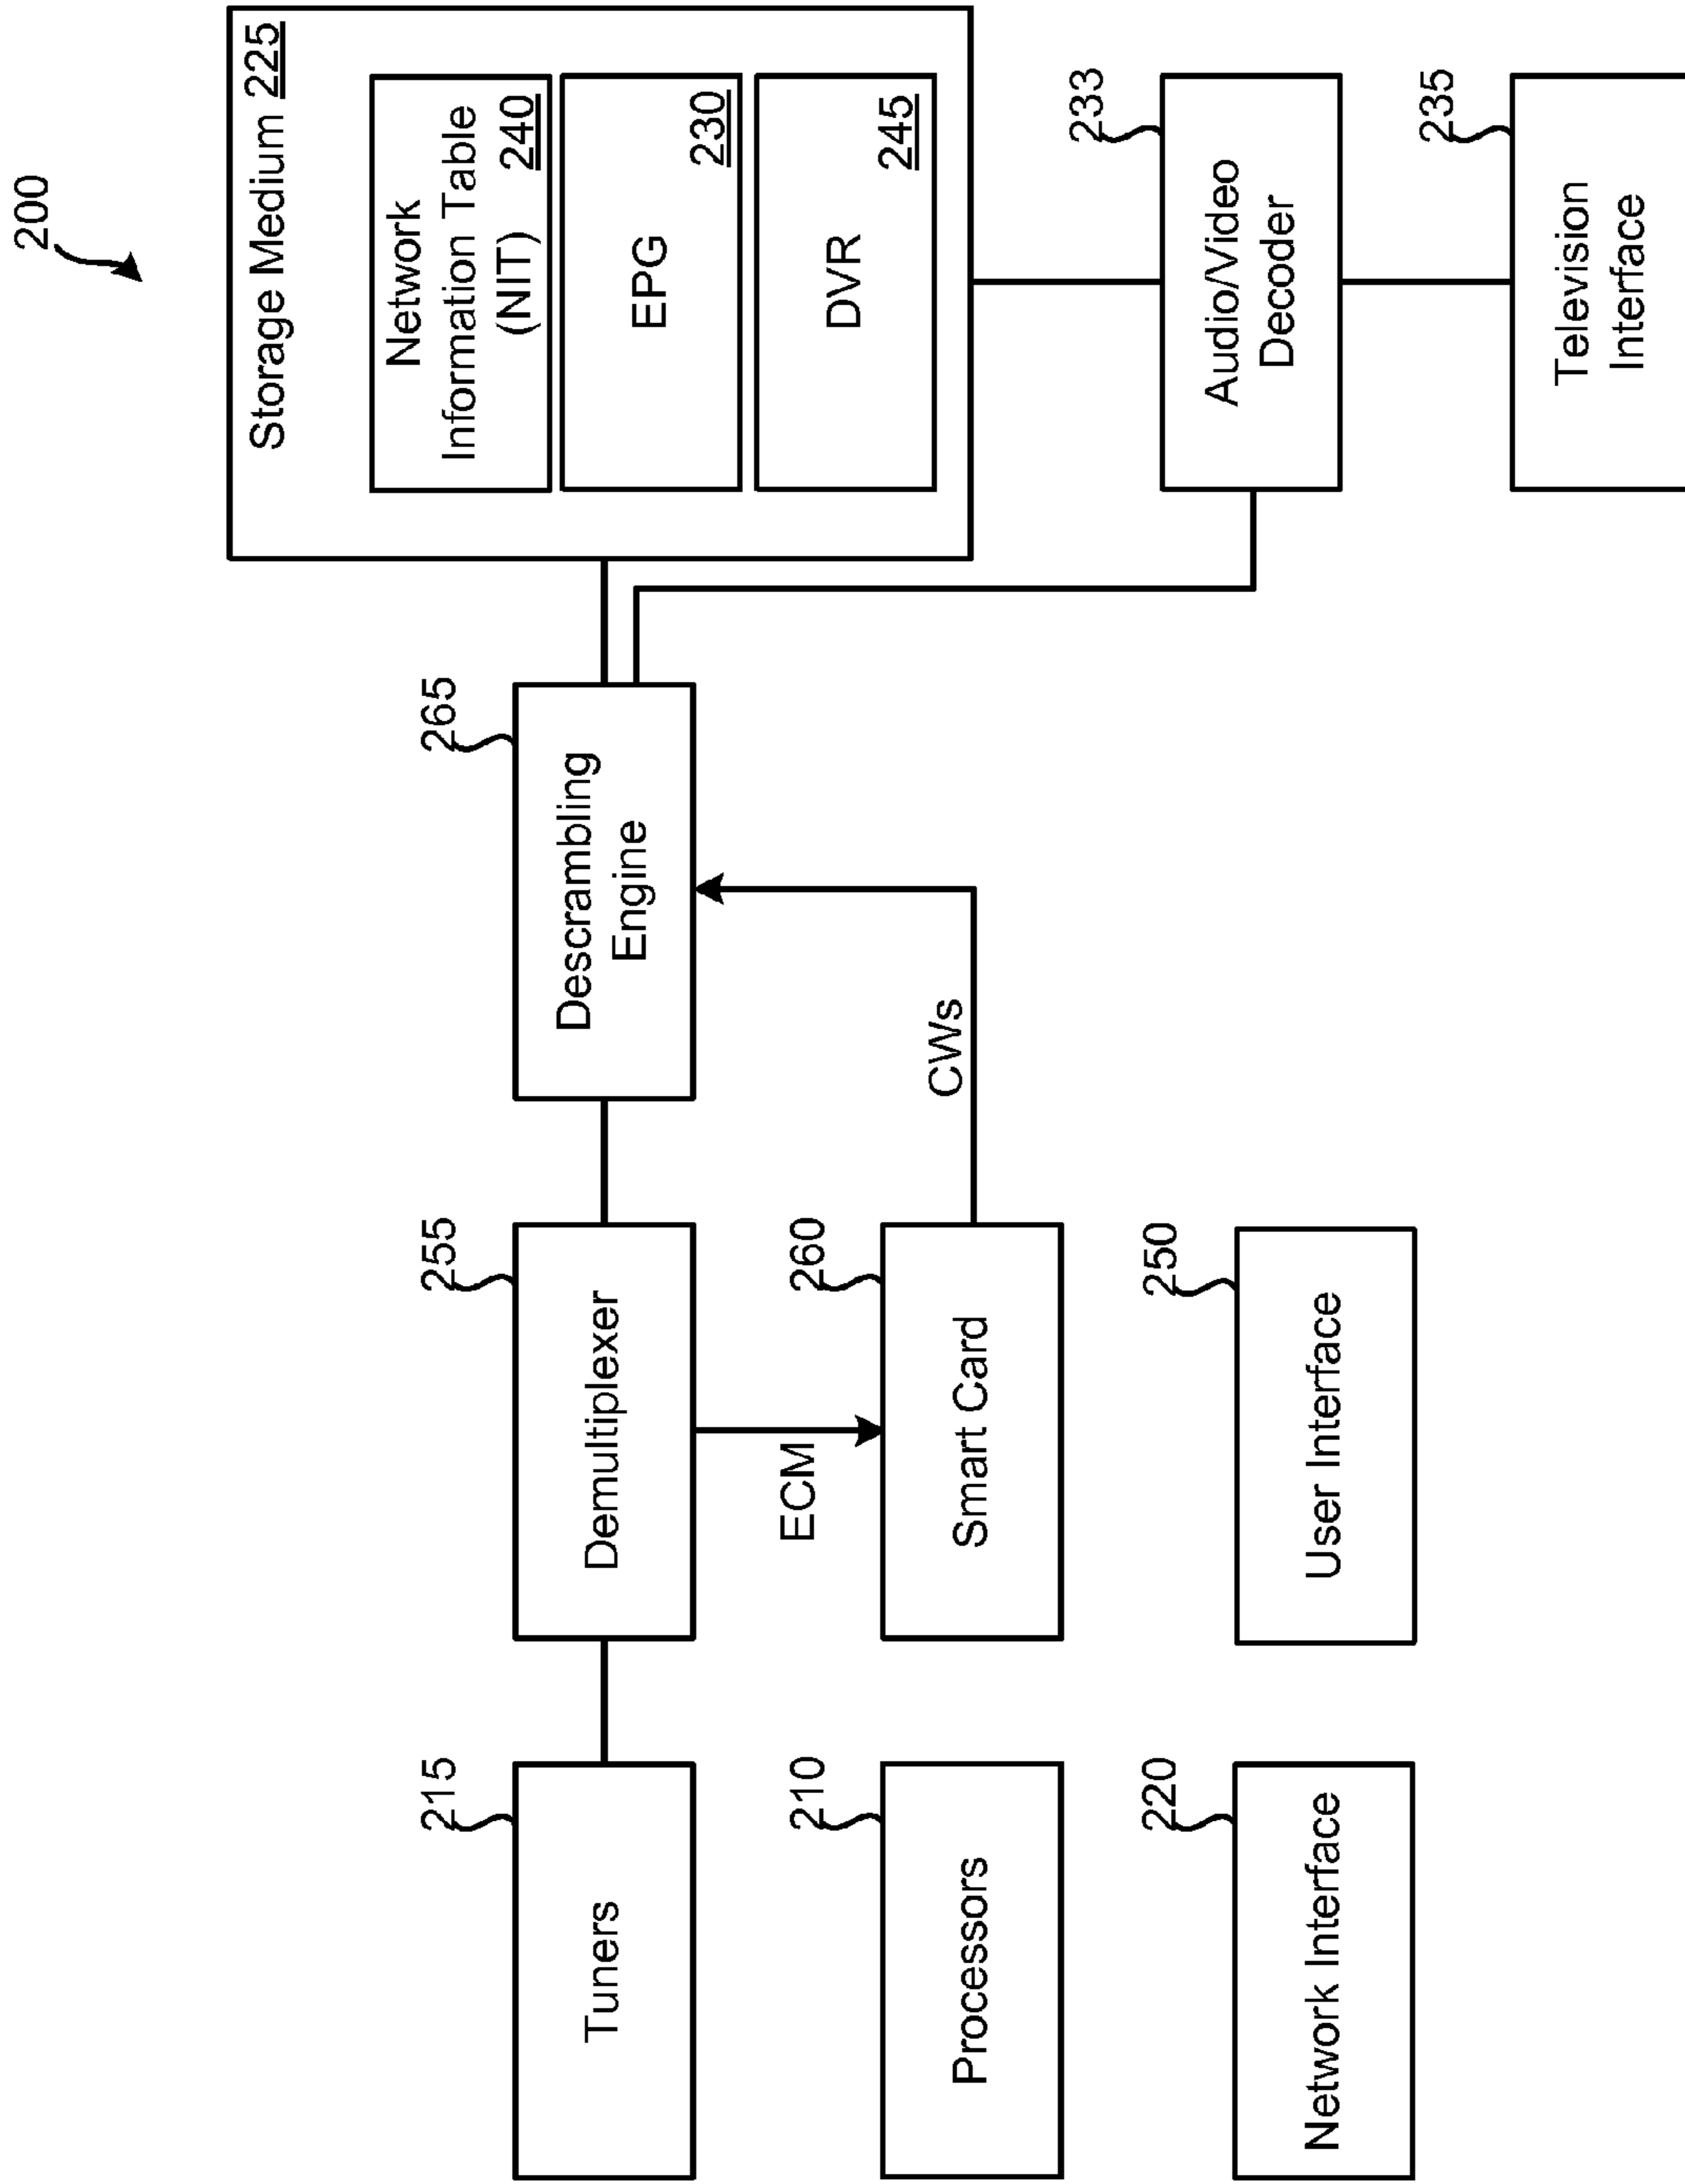 200
Storage Medium 225
Network
Information Table
(NIT) 240
EPG 230
DVR 245
215
Tuners
255
Demultiplexer
265
Descrambling
Engine
ECM
CWs
210
Processors
260
Smart Card
233
Audio/Video
Decoder
220
Network Interface
250
User Interface
235
Television
Interface